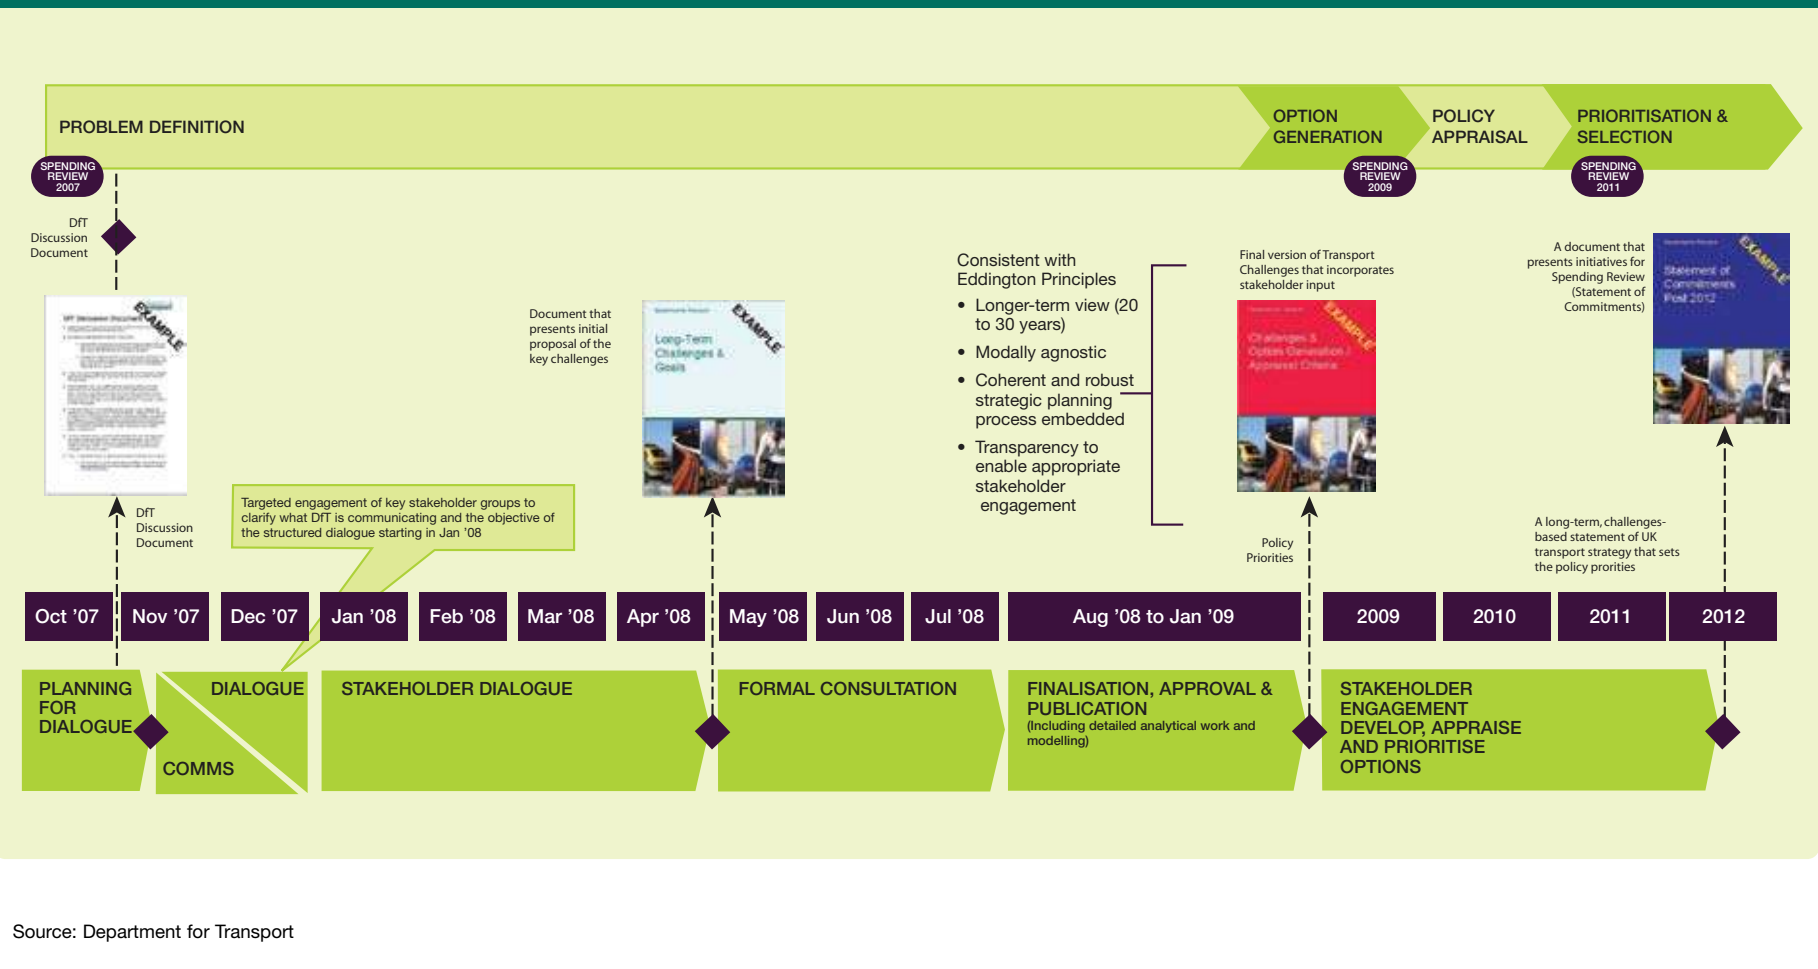 PROBLEM DEFINITION
OPTION
GENERATION
POLICY
APPRAISAL
PRIORITISATION &
SELECTION
SPENDING
REVIEW
2007
SPENDING
REVIEW
2009
SPENDING
REVIEW
2011
DfT
Discussion
Document
EXAMPLE
DfT
Discussion
Document
Document that
presents initial
proposal of the
key challenges
EXAMPLE
Long-Term
Challenges &
Goals
Consistent with
Eddington Principles
• Longer-term view (20
to 30 years)
• Modally agnostic
• Coherent and robust
strategic planning
process embedded
• Transparency to
enable appropriate
stakeholder
engagement
Final version of Transport
Challenges that incorporates
stakeholder input
EXAMPLE
Challenges &
Option Generation /
Appraisal Criteria
Policy
Priorities
A document that
presents initiatives for
Spending Review
(Statement of
Commitments)
EXAMPLE
Statement of
Commitments
Post 2012
A long-term, challenges-
based statement of UK
transport strategy that sets
the policy prorities
Targeted engagement of key stakeholder groups to
clarify what DfT is communicating and the objective of
the structured dialogue starting in Jan ’08
Oct ’07
Nov ’07
Dec ’07
Jan ’08
Feb ’08
Mar ’08
Apr ’08
May ’08
Jun ’08
Jul ’08
Aug ’08 to Jan ’09
2009
2010
2011
2012
PLANNING
FOR
DIALOGUE
DIALOGUE
COMMS
STAKEHOLDER DIALOGUE
FORMAL CONSULTATION
FINALISATION, APPROVAL &
PUBLICATION
(Including detailed analytical work and
modelling)
STAKEHOLDER
ENGAGEMENT
DEVELOP, APPRAISE
AND PRIORITISE
OPTIONS
Source: Department for Transport